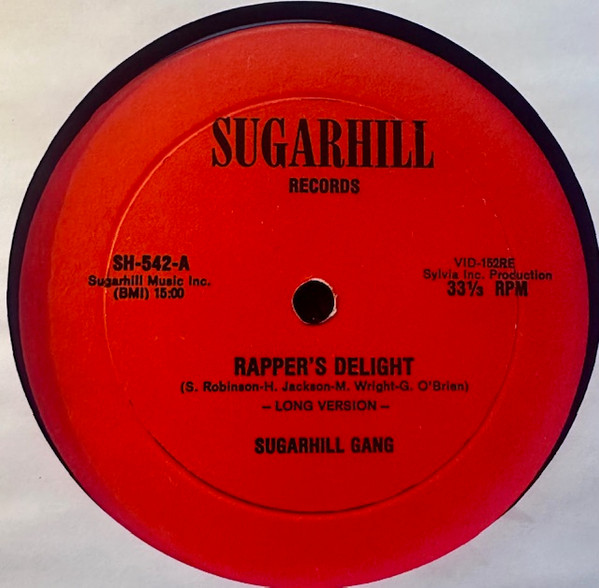 SUGARHILL
RECORDS
SH-542-A
Sugarhill Music Inc.
(BMI) 15:00
VID-152RE
Sylvia Inc. Production
33⅓ RPM
RAPPER'S DELIGHT
(S. Robinson-H. Jackson-M. Wright-G. O'Brien)
– LONG VERSION –
SUGARHILL GANG